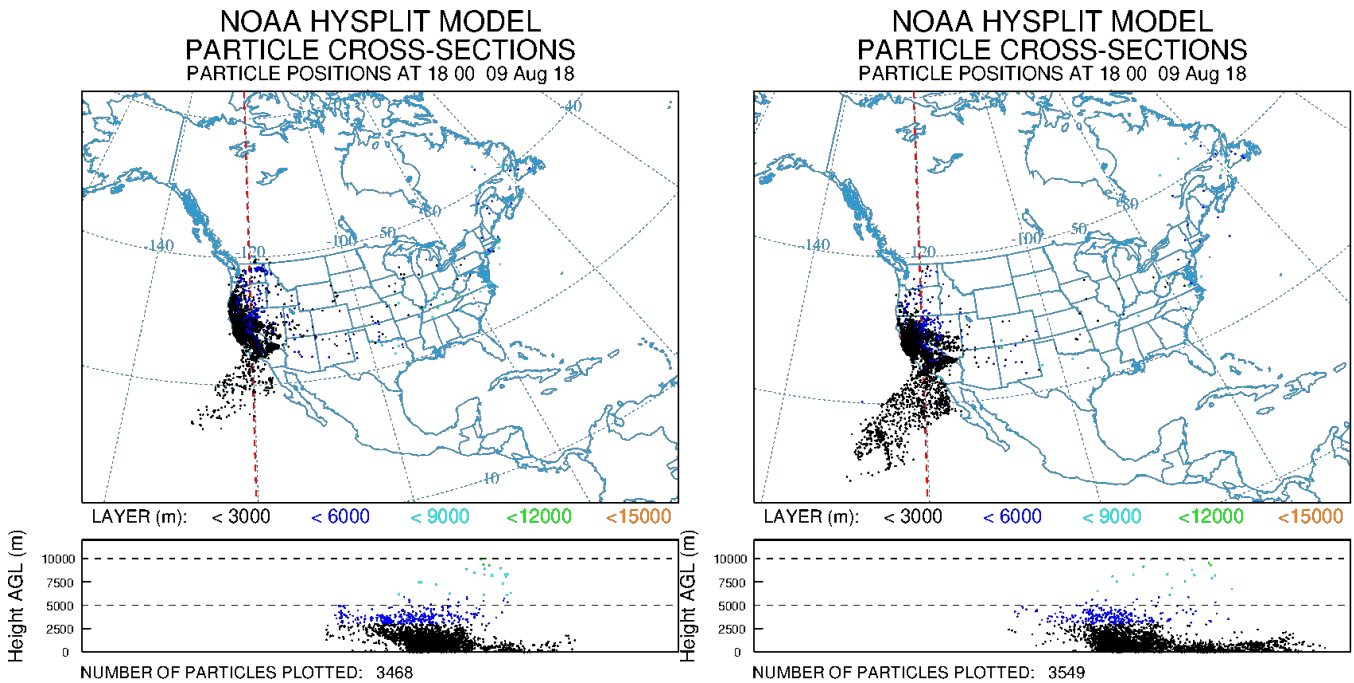 NOAA HYSPLIT MODEL
PARTICLE CROSS-SECTIONS
PARTICLE POSITIONS AT 18 00 09 Aug 18
40
-60
-80
-140
-120
-100
50
10
LAYER (m): < 3000 < 6000 < 9000 <12000 <15000
Height AGL (m)
10000
7500
5000
2500
0
NUMBER OF PARTICLES PLOTTED: 3468
NOAA HYSPLIT MODEL
PARTICLE CROSS-SECTIONS
PARTICLE POSITIONS AT 18 00 09 Aug 18
-80
-140
-120
-100
50
LAYER (m): < 3000 < 6000 < 9000 <12000 <15000
Height AGL (m)
10000
7500
5000
2500
0
NUMBER OF PARTICLES PLOTTED: 3549